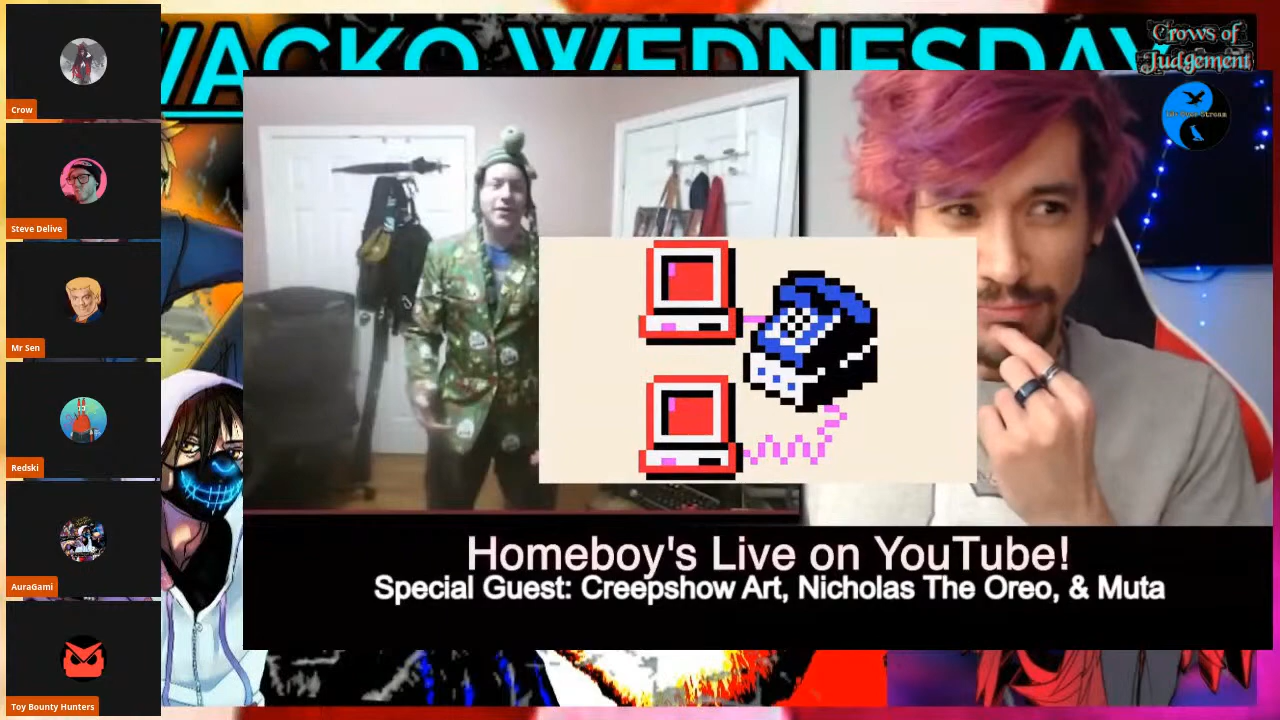 WACKO WEDNESDAY
Crows of
Judgement
Crow
Steve Delive
Mr Sen
Redski
AuraGami
Toy Bounty Hunters
Homeboy's Live on YouTube!
Special Guest: Creepshow Art, Nicholas The Oreo, & Muta